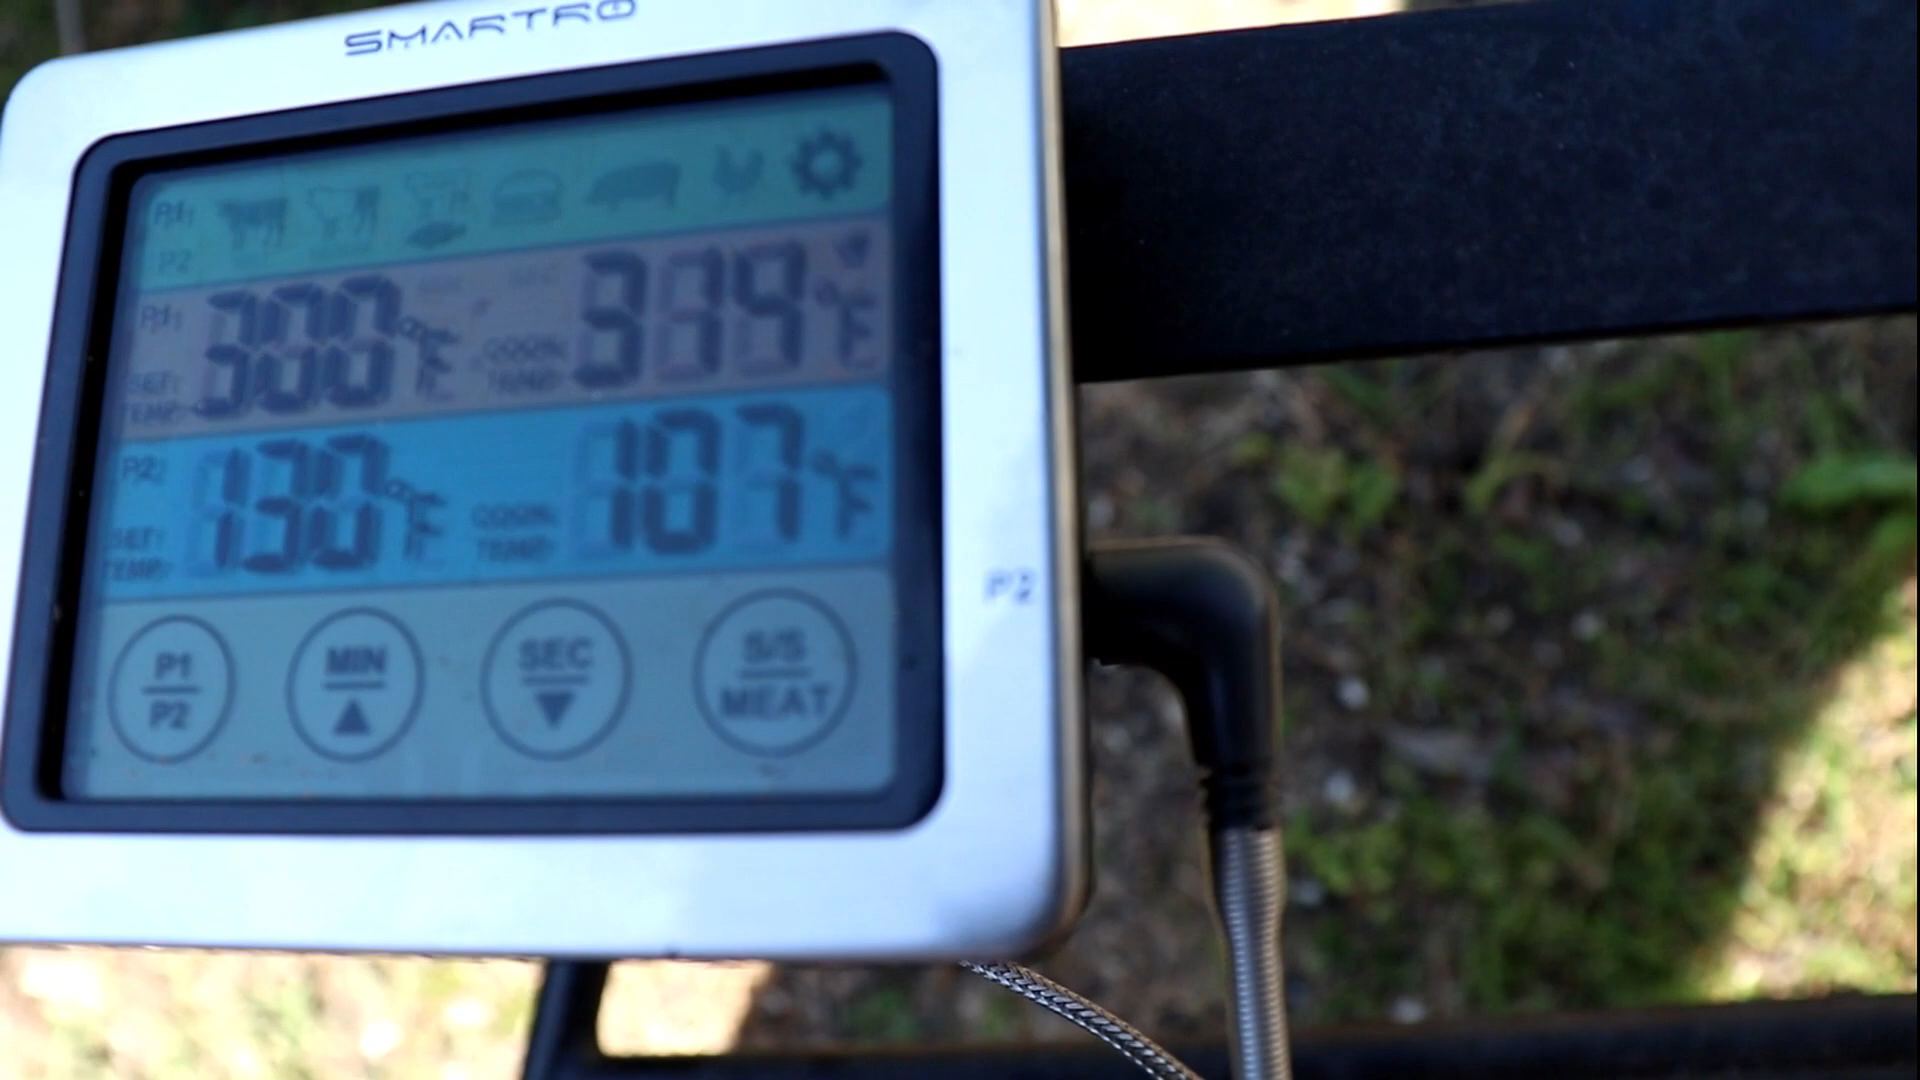 SMARTRO
P1
P2
P1 300°F 374°F
SET TEMP COOK TEMP
P2 130°F 107°F
SET TEMP COOK TEMP
P2
P1 MIN SEC S/S
P2 MEAT